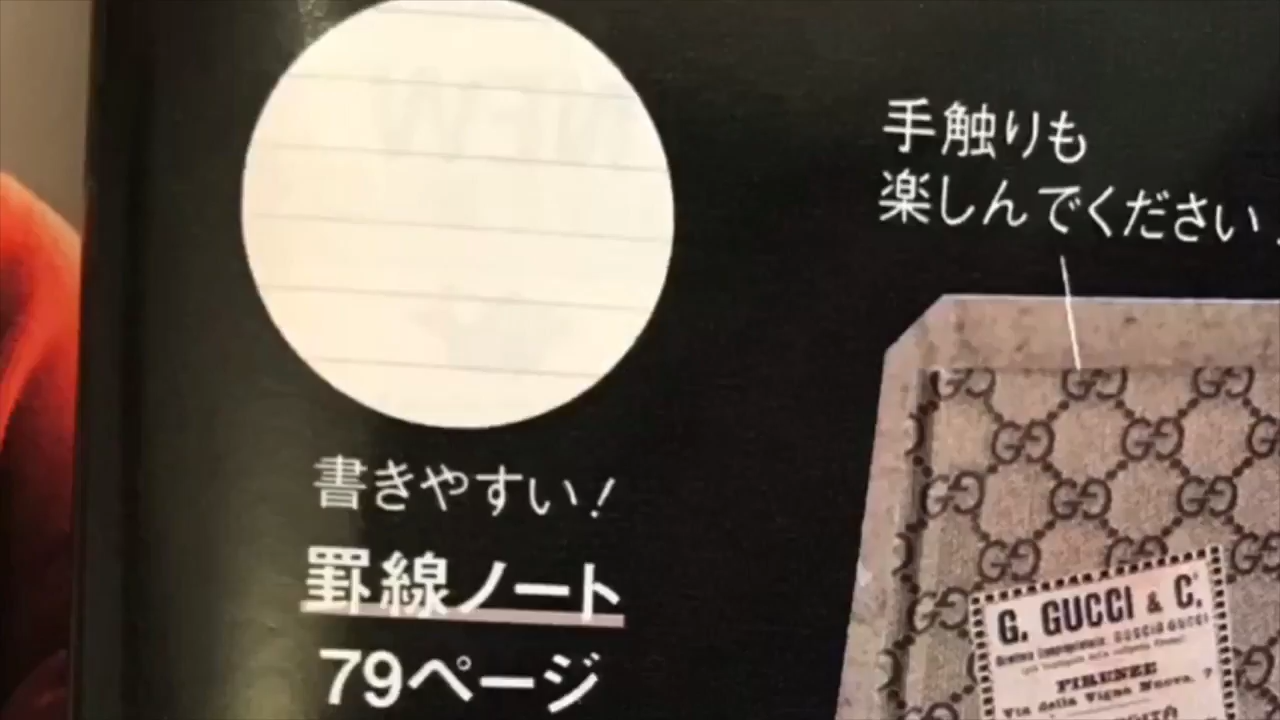 書きやすい！
罫線ノート
79ページ
手触りも
楽しんでください
G. GUCCI & C.
FIRENZE
Via della Vigna Nuova, 7